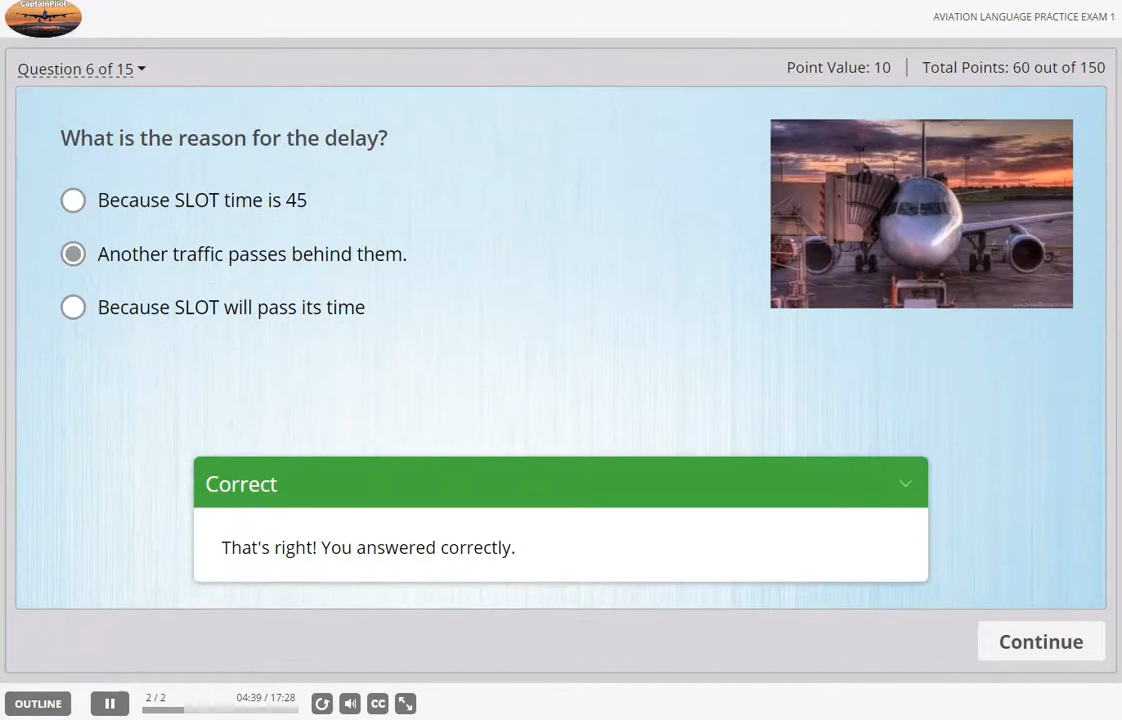 CaptainPilot
AVIATION LANGUAGE PRACTICE EXAM 1
Question 6 of 15
Point Value: 10 | Total Points: 60 out of 150
What is the reason for the delay?
Because SLOT time is 45
Another traffic passes behind them.
Because SLOT will pass its time
Correct
That's right! You answered correctly.
Continue
OUTLINE
2 / 2
04:39 / 17:28
CC